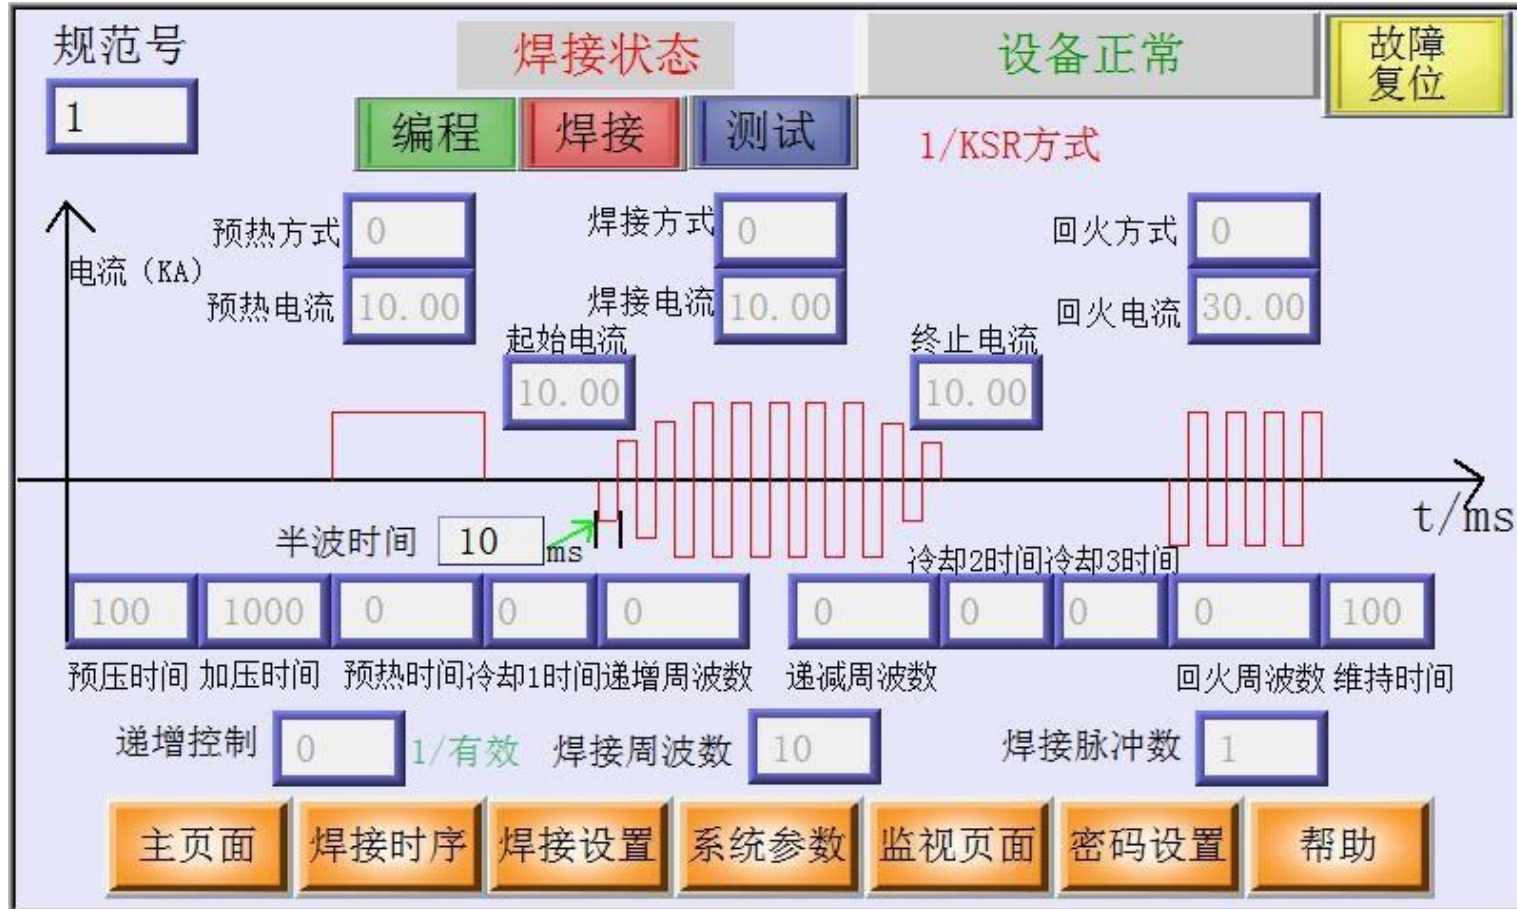 规范号
焊接状态
设备正常
故障
复位
1
编程
焊接
测试
1/KSR方式
预热方式
0
焊接方式
0
回火方式
0
电流（KA）
预热电流
10.00
焊接电流
10.00
回火电流
30.00
起始电流
终止电流
10.00
10.00
t/ms
半波时间
10
ms
冷却2时间
冷却3时间
100
1000
0
0
0
0
0
0
0
100
预压时间
加压时间
预热时间
冷却1时间
递增周波数
递减周波数
回火周波数
维持时间
递增控制
0
1/有效
焊接周波数
10
焊接脉冲数
1
主页面
焊接时序
焊接设置
系统参数
监视页面
密码设置
帮助